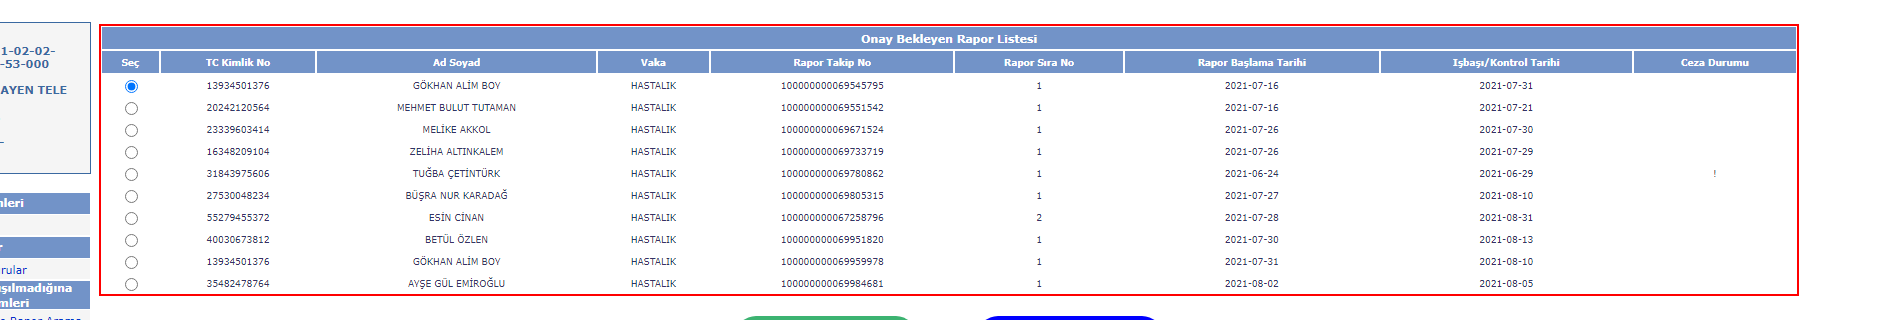 1-02-02-
-53-000
AYEN TELE
ıleri
rular
ışılmadığına
mleri
Onay Bekleyen Rapor Listesi
Seç TC Kimlik No Ad Soyad Vaka Rapor Takip No Rapor Sıra No Rapor Başlama Tarihi Işbaşı/Kontrol Tarihi Ceza Durumu
13934501376 GÖKHAN ALİM BOY HASTALIK 100000000069545795 1 2021-07-16 2021-07-31
20242120564 MEHMET BULUT TUTAMAN HASTALIK 100000000069551542 1 2021-07-16 2021-07-21
23339603414 MELİKE AKKOL HASTALIK 100000000069671524 1 2021-07-26 2021-07-30
16348209104 ZELİHA ALTINKALEM HASTALIK 100000000069733719 1 2021-07-26 2021-07-29
31843975606 TUĞBA ÇETİNTÜRK HASTALIK 100000000069780862 1 2021-06-24 2021-06-29 !
27530048234 BÜŞRA NUR KARADAĞ HASTALIK 100000000069805315 1 2021-07-27 2021-08-10
55279455372 ESİN CİNAN HASTALIK 100000000067258796 2 2021-07-28 2021-08-31
40030673812 BETÜL ÖZLEN HASTALIK 100000000069951820 1 2021-07-30 2021-08-13
13934501376 GÖKHAN ALİM BOY HASTALIK 100000000069959978 1 2021-07-31 2021-08-10
35482478764 AYŞE GÜL EMİROĞLU HASTALIK 100000000069984681 1 2021-08-02 2021-08-05